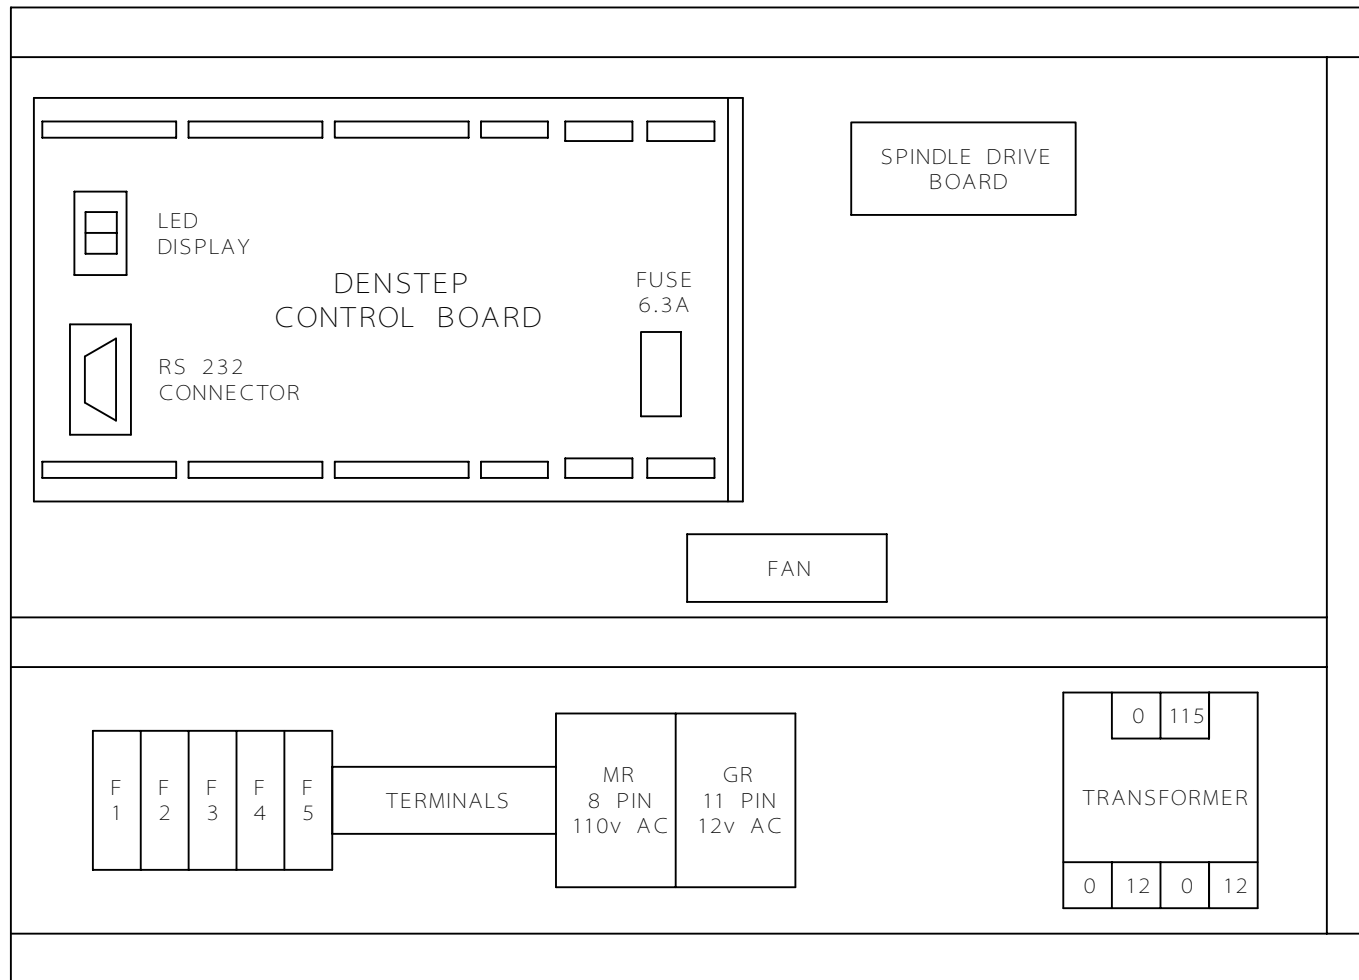 SPINDLE DRIVE
BOARD
LED
DISPLAY
DENSTEP
CONTROL BOARD
FUSE
6.3A
RS 232
CONNECTOR
FAN
F
1
F
2
F
3
F
4
F
5
TERMINALS
MR
8 PIN
110v AC
GR
11 PIN
12v AC
0 115
TRANSFORMER
0 12 0 12